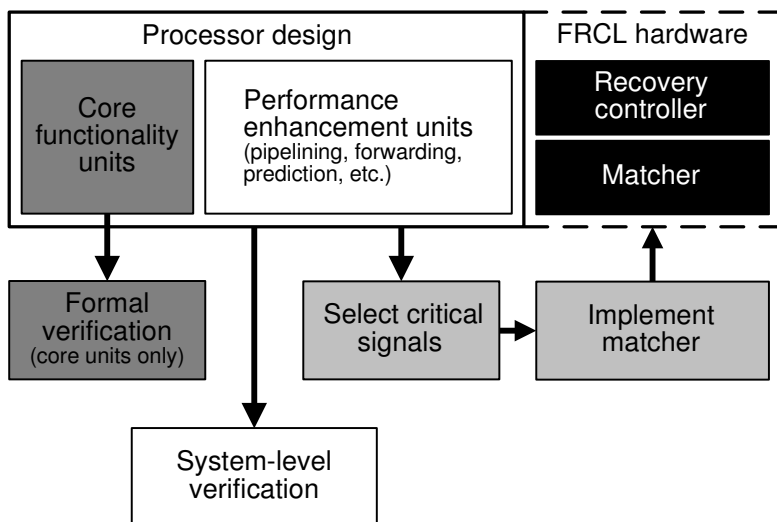 Processor design
FRCL hardware
Core
functionality
units
Performance
enhancement units
(pipelining, forwarding,
prediction, etc.)
Recovery
controller
Matcher
Formal
verification
(core units only)
Select critical
signals
Implement
matcher
System-level
verification